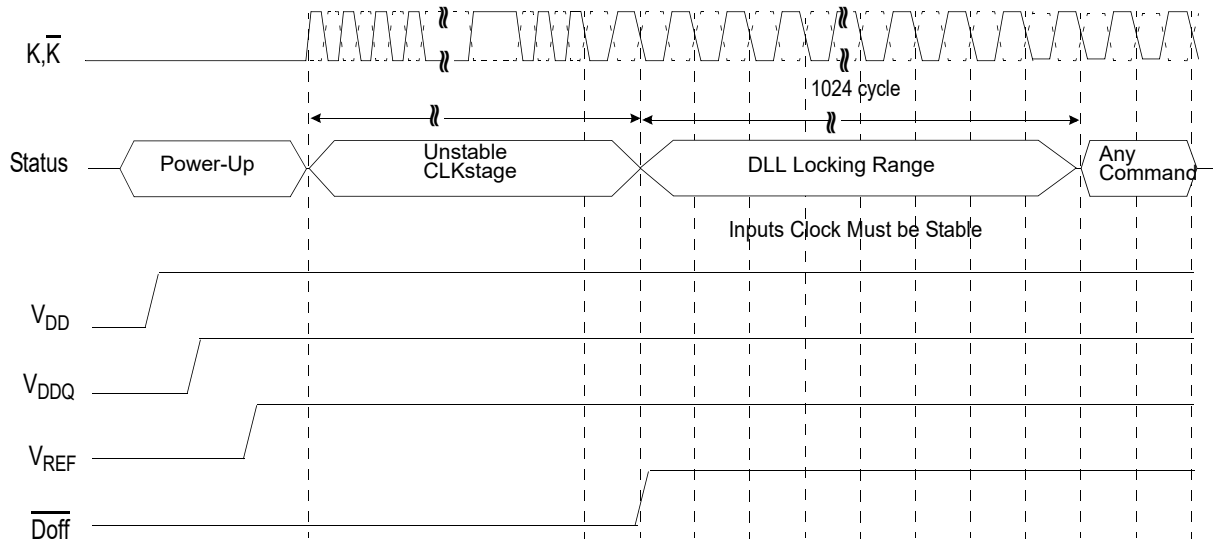 K,K̅
1024 cycle
Status
Power-Up
Unstable
CLKstage
DLL Locking Range
Any
Command
Inputs Clock Must be Stable
VDD
VDDQ
VREF
D̅o̅f̅f̅